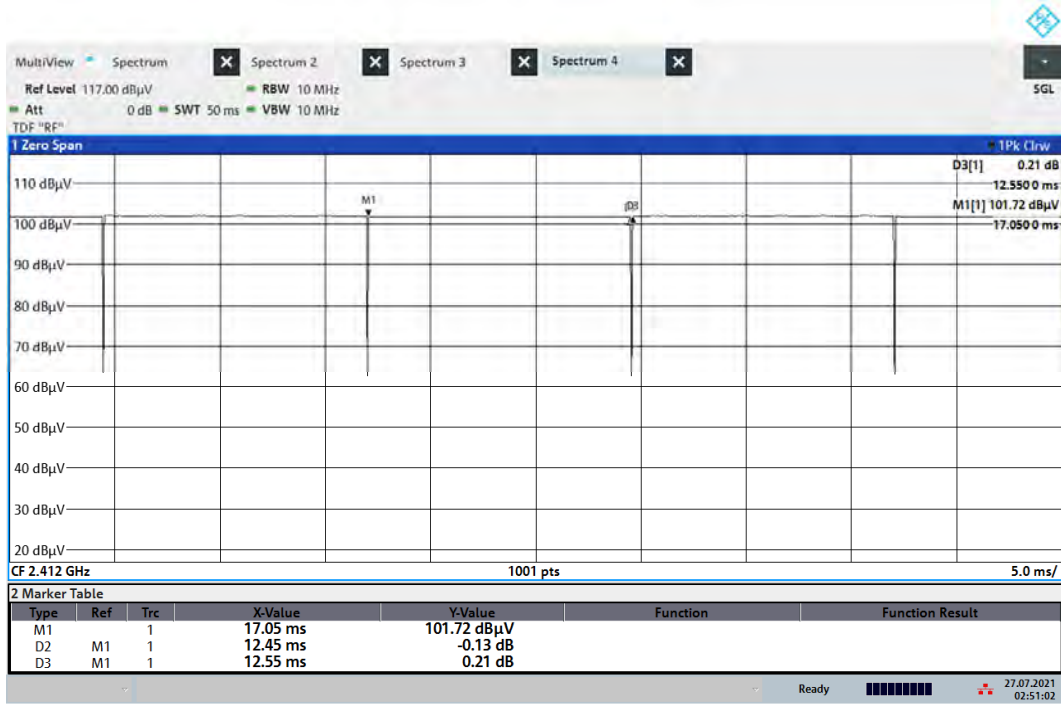 MultiView Spectrum Spectrum 2 Spectrum 3 Spectrum 4
Ref Level 117.00 dBµV RBW 10 MHz SGL
Att 0 dB SWT 50 ms VBW 10 MHz
TDF "RF"
1 Zero Span 1Pk Clrw
D3[1] 0.21 dB
12.550 0 ms
M1[1] 101.72 dBµV
17.050 0 ms
M1
D3
110 dBµV
100 dBµV
90 dBµV
80 dBµV
70 dBµV
60 dBµV
50 dBµV
40 dBµV
30 dBµV
20 dBµV
CF 2.412 GHz 1001 pts 5.0 ms/
2 Marker Table
Type Ref Trc X-Value Y-Value Function Function Result
M1 1 17.05 ms 101.72 dBµV
D2 M1 1 12.45 ms -0.13 dB
D3 M1 1 12.55 ms 0.21 dB
Ready 27.07.2021
02:51:02